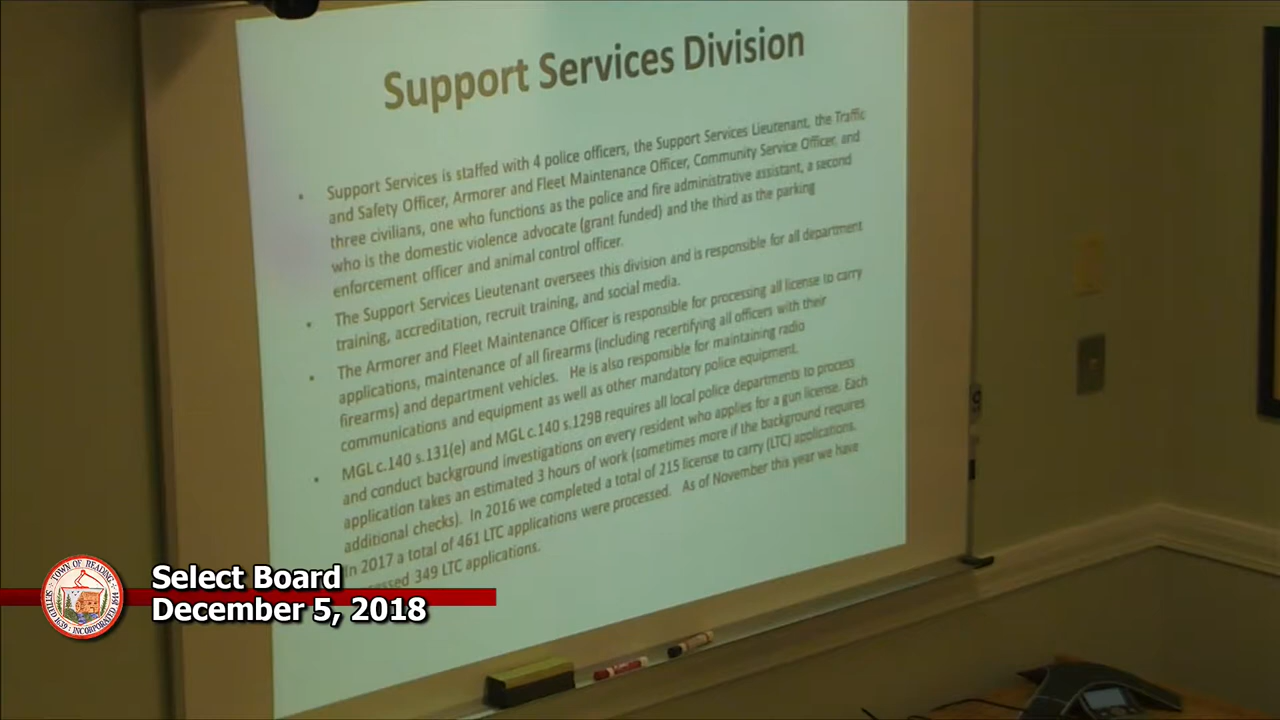 Support Services Division
• Support Services is staffed with 4 police officers, the Support Services Lieutenant, the Traffic
and Safety Officer, Armorer and Fleet Maintenance Officer, Community Service Officer, and
three civilians, one who functions as the police and fire administrative assistant, a second
who is the domestic violence advocate (grant funded) and the third as the parking
enforcement officer and animal control officer.
• The Support Services Lieutenant oversees this division and is responsible for all department
training, accreditation, recruit training, and social media.
• The Armorer and Fleet Maintenance Officer is responsible for processing all license to carry
applications, maintenance of all firearms (including recertifying all officers with their
firearms) and department vehicles. He is also responsible for maintaining radio
communications and equipment as well as other mandatory police equipment.
• MGL c.140 s.131(e) and MGL c.140 s.129B requires all local police departments to process
and conduct background investigations on every resident who applies for a gun license. Each
application takes an estimated 3 hours of work (sometimes more if the background requires
additional checks). In 2016 we completed a total of 215 license to carry (LTC) applications.
In 2017 a total of 461 LTC applications were processed. As of November this year we have
349 LTC applications.
TOWN OF READING
SETTLED 1639 · INCORPORATED 1644
Select Board
December 5, 2018